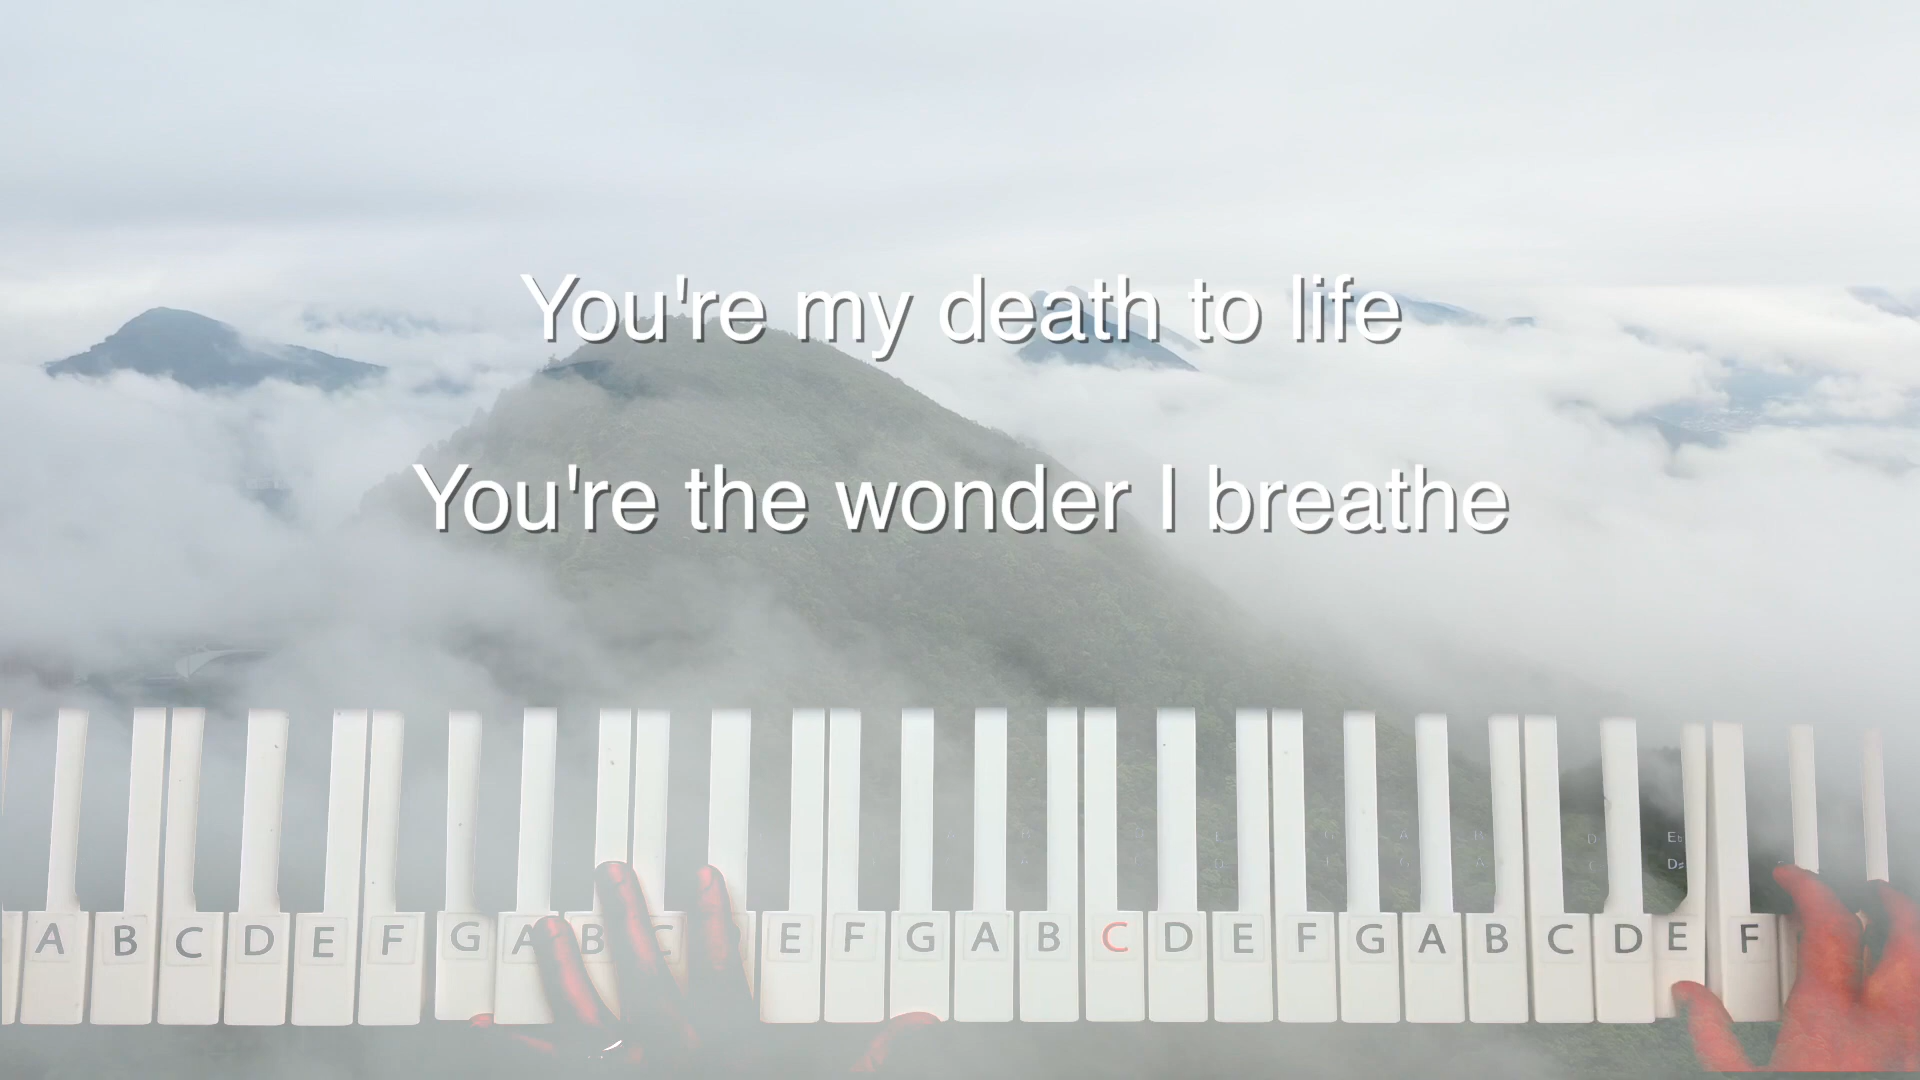 You're my death to life
You're the wonder I breathe
E♭
D♯
A B C D E F G A B C E F G A B C D E F G A B C D E F